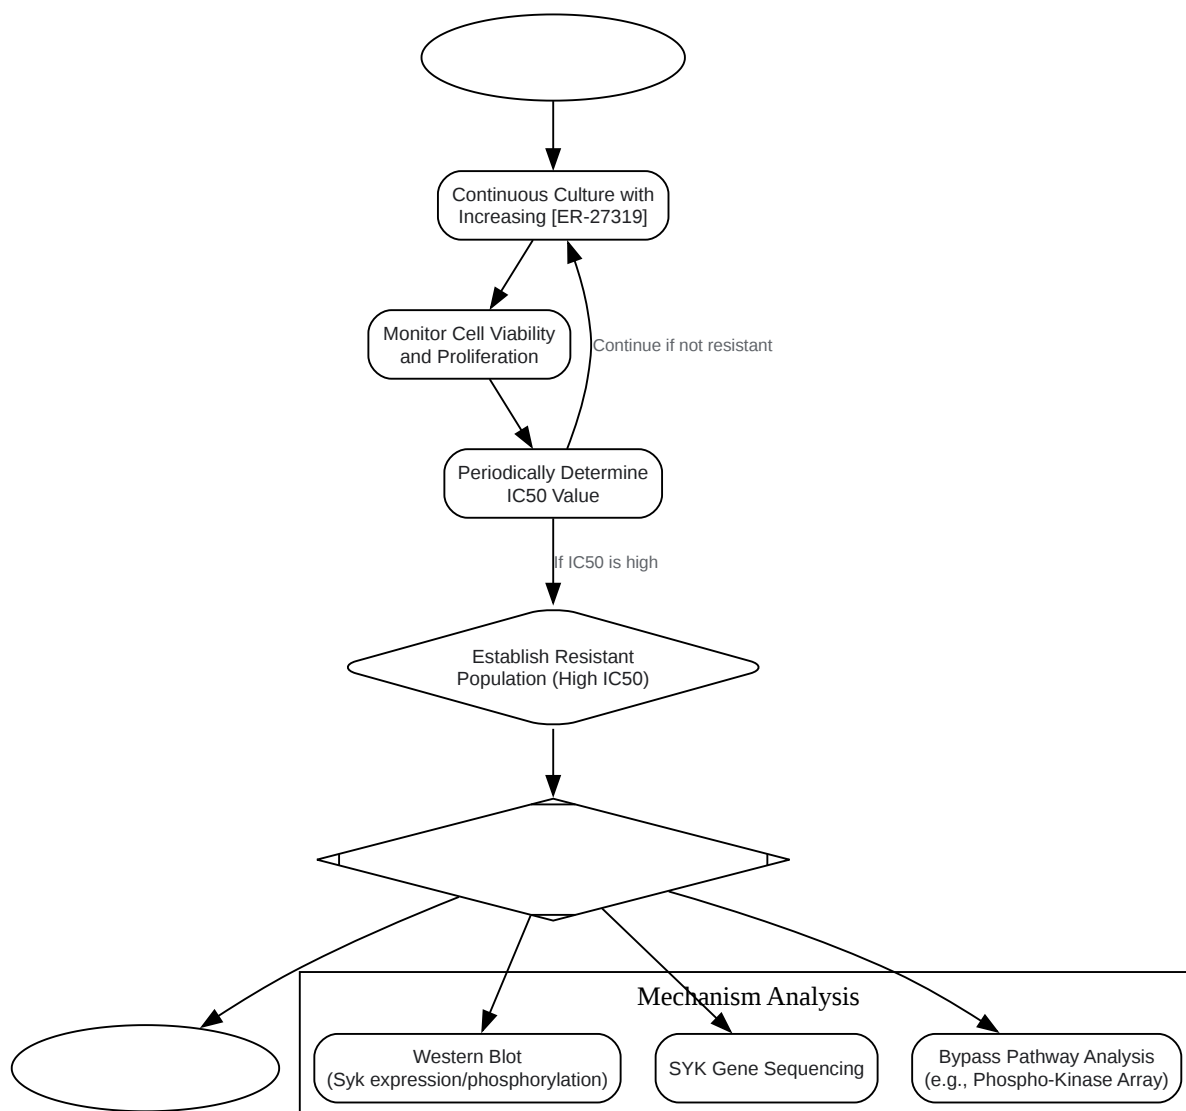 Continuous Culture with
Increasing [ER-27319]
Monitor Cell Viability
and Proliferation
Continue if not resistant
Periodically Determine
IC50 Value
If IC50 is high
Establish Resistant
Population (High IC50)
Mechanism Analysis
Western Blot
(Syk expression/phosphorylation)
SYK Gene Sequencing
Bypass Pathway Analysis
(e.g., Phospho-Kinase Array)